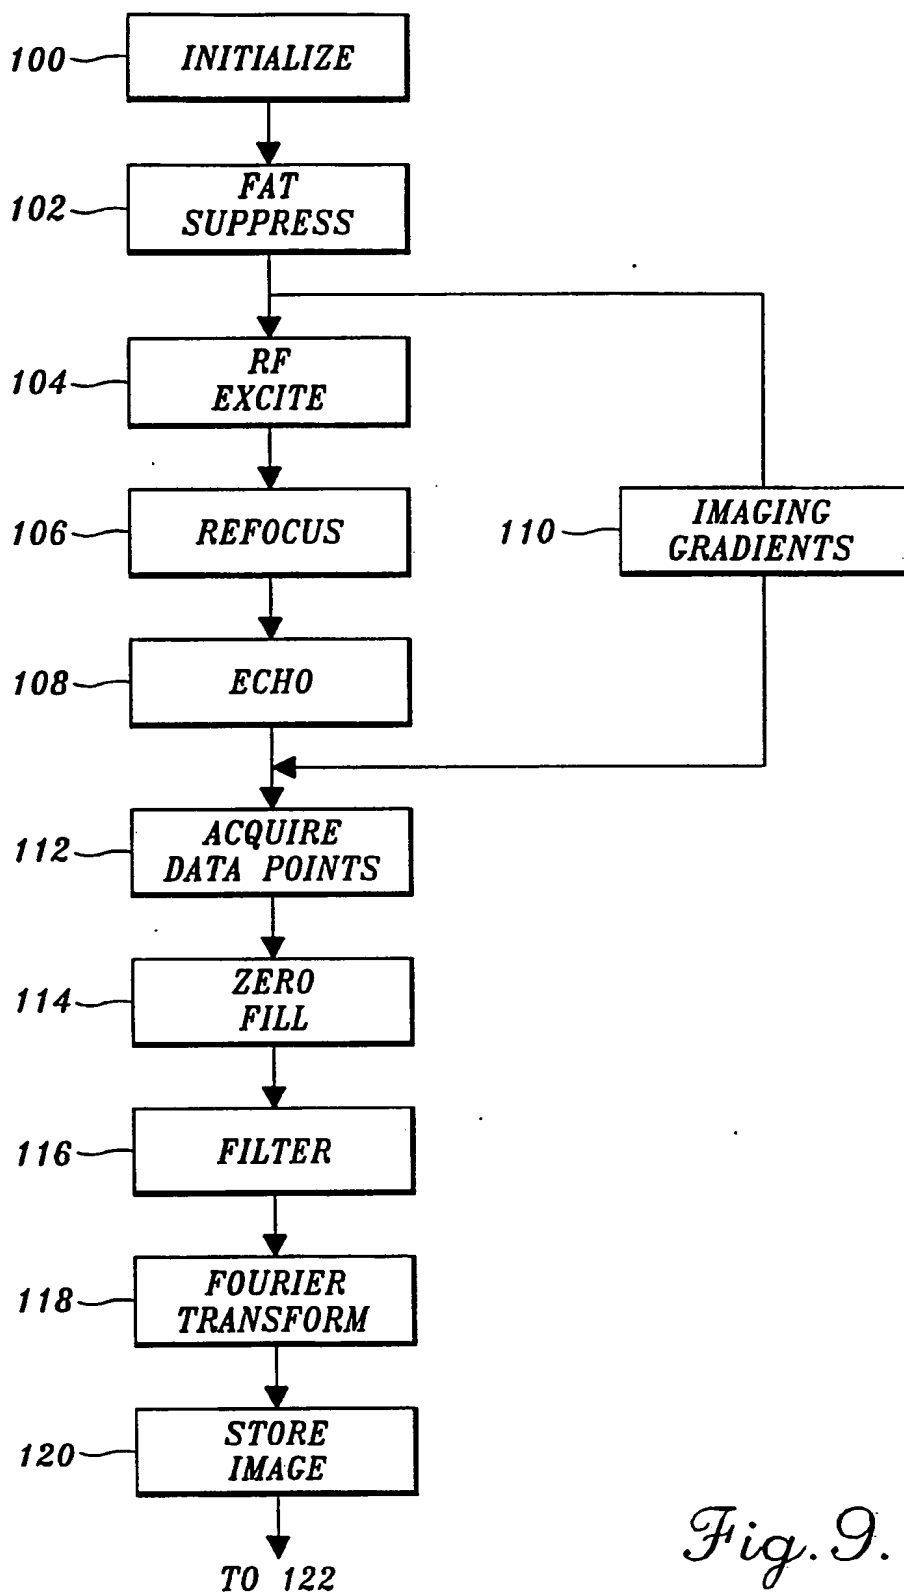 100
INITIALIZE
102
FAT
SUPPRESS
104
RF
EXCITE
106
REFOCUS
110
IMAGING
GRADIENTS
108
ECHO
112
ACQUIRE
DATA POINTS
114
ZERO
FILL
116
FILTER
118
FOURIER
TRANSFORM
120
STORE
IMAGE
TO 122
Fig. 9.